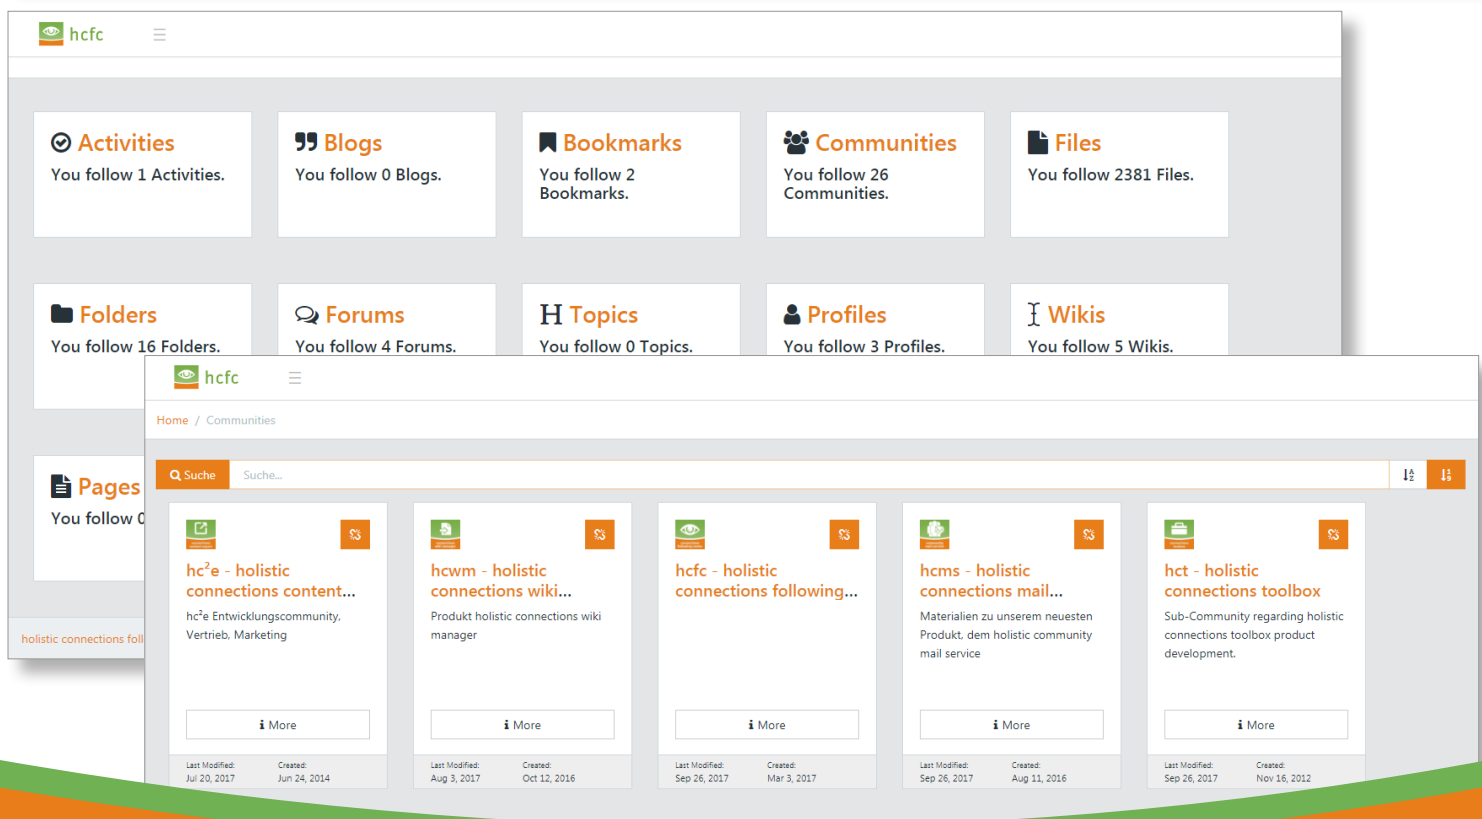 hcfc
Activities
You follow 1 Activities.
Blogs
You follow 0 Blogs.
Bookmarks
You follow 2
Bookmarks.
Communities
You follow 26
Communities.
Files
You follow 2381 Files.
Folders
You follow 16 Folders.
Forums
You follow 4 Forums.
Topics
You follow 0 Topics.
Profiles
You follow 3 Profiles.
Wikis
You follow 5 Wikis.
Pages
You follow 0
holistic connections foll
hcfc
Home / Communities
Suche
Suche...
hc²e - holistic
connections content...
hc²e Entwicklungscommunity,
Vertrieb, Marketing
More
Last Modified: Created:
Jul 20, 2017 Jun 24, 2014
hcwm - holistic
connections wiki...
Produkt holistic connections wiki
manager
More
Last Modified: Created:
Aug 3, 2017 Oct 12, 2016
hcfc - holistic
connections following...
More
Last Modified: Created:
Sep 26, 2017 Mar 3, 2017
hcms - holistic
connections mail...
Materialien zu unserem neuesten
Produkt, dem holistic community
mail service
More
Last Modified: Created:
Sep 26, 2017 Aug 11, 2016
hct - holistic
connections toolbox
Sub-Community regarding holistic
connections toolbox product
development.
More
Last Modified: Created:
Sep 26, 2017 Nov 16, 2012